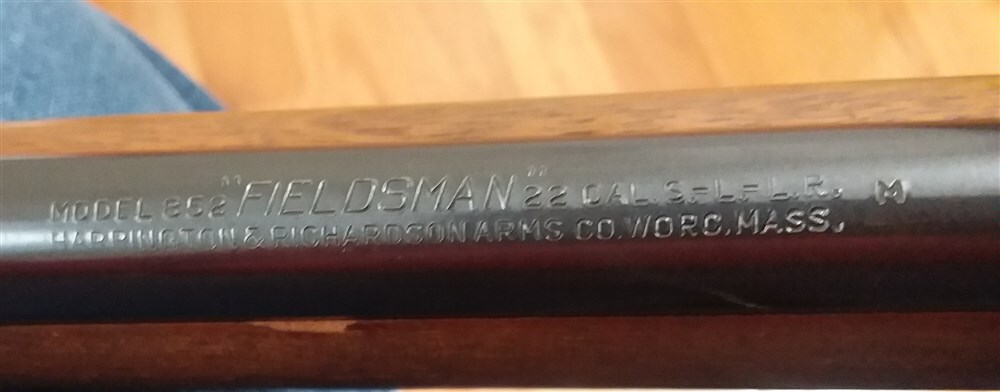 MODEL 852 "FIELDSMAN" 22 CAL. S.-L.-L.R. M
HARRINGTON & RICHARDSON ARMS CO. WORC, MASS.